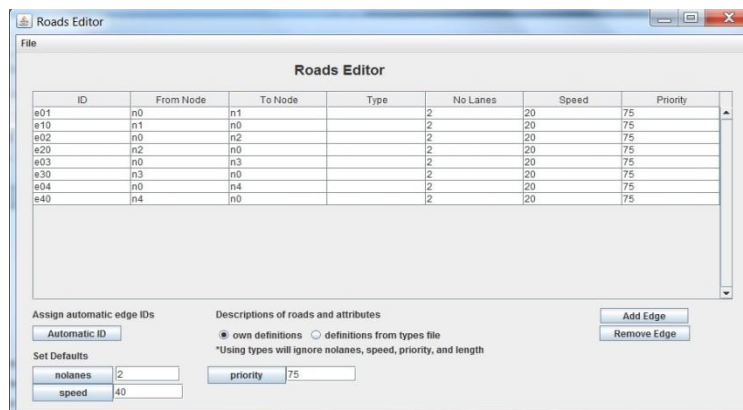 Roads Editor
File
Roads Editor
ID From Node To Node Type No Lanes Speed Priority
e01 n0 n1 2 20 75
e10 n1 n0 2 20 75
e02 n0 n2 2 20 75
e20 n2 n0 2 20 75
e03 n0 n3 2 20 75
e30 n3 n0 2 20 75
e04 n0 n4 2 20 75
e40 n4 n0 2 20 75
Assign automatic edge IDs Descriptions of roads and attributes Add Edge
Automatic ID own definitions definitions from types file Remove Edge
*Using types will ignore nolanes, speed, priority, and length
Set Defaults
nolanes 2 priority 75
speed 40